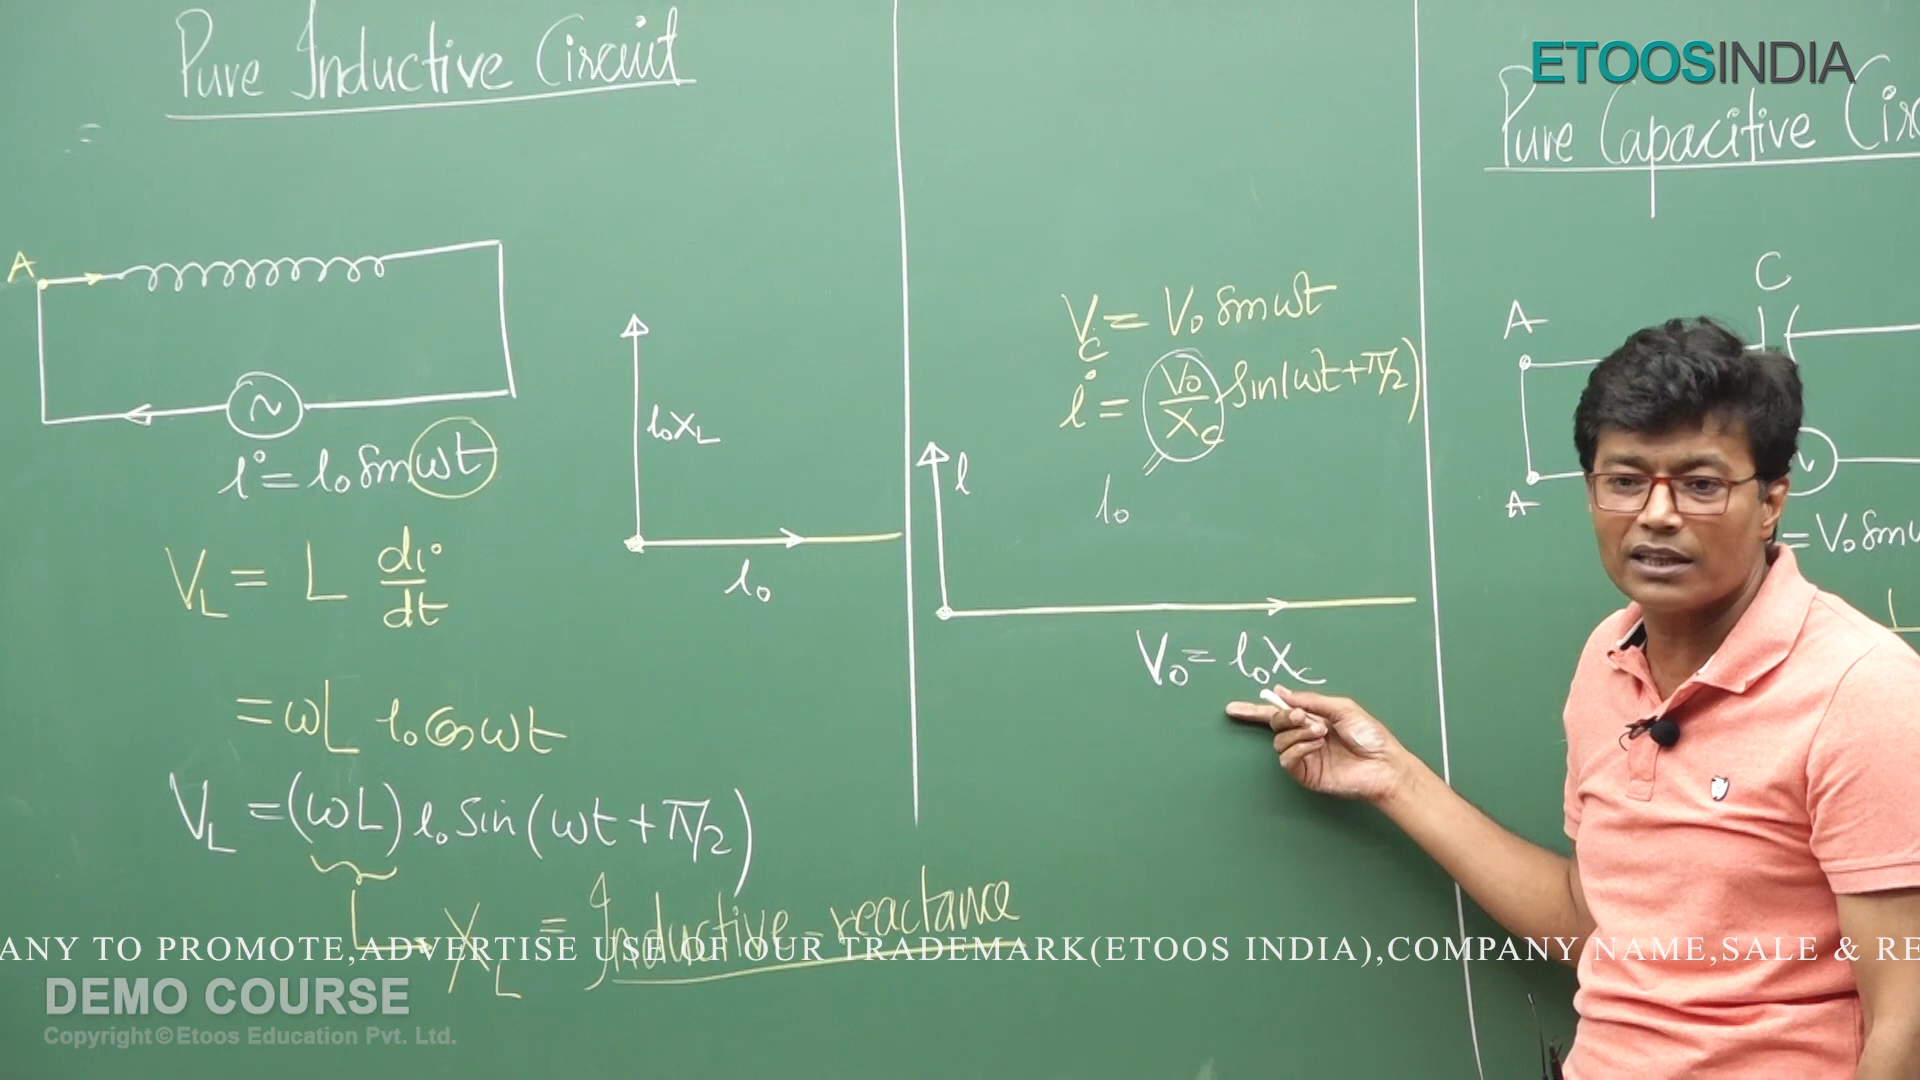 Pure Inductive Circuit
=
A
~
i = i₀ sin ωt
V_L = L di/dt
= ωL i₀ cos ωt
V_L = (ωL) i₀ sin (ωt + π/2)
X_L = Inductive - reactance
i₀X_L
i₀
V_C = V₀ sin ωt
i = V₀/X_C sin (ωt + π/2)
i₀
i
V₀ = i₀X_C
ETOOSINDIA
Pure Capacitive Circ
C
A
A
= V₀ sin ω
ANY TO PROMOTE,ADVERTISE USE OF OUR TRADEMARK(ETOOS INDIA),COMPANY NAME,SALE & RE
DEMO COURSE
Copyright © Etoos Education Pvt. Ltd.